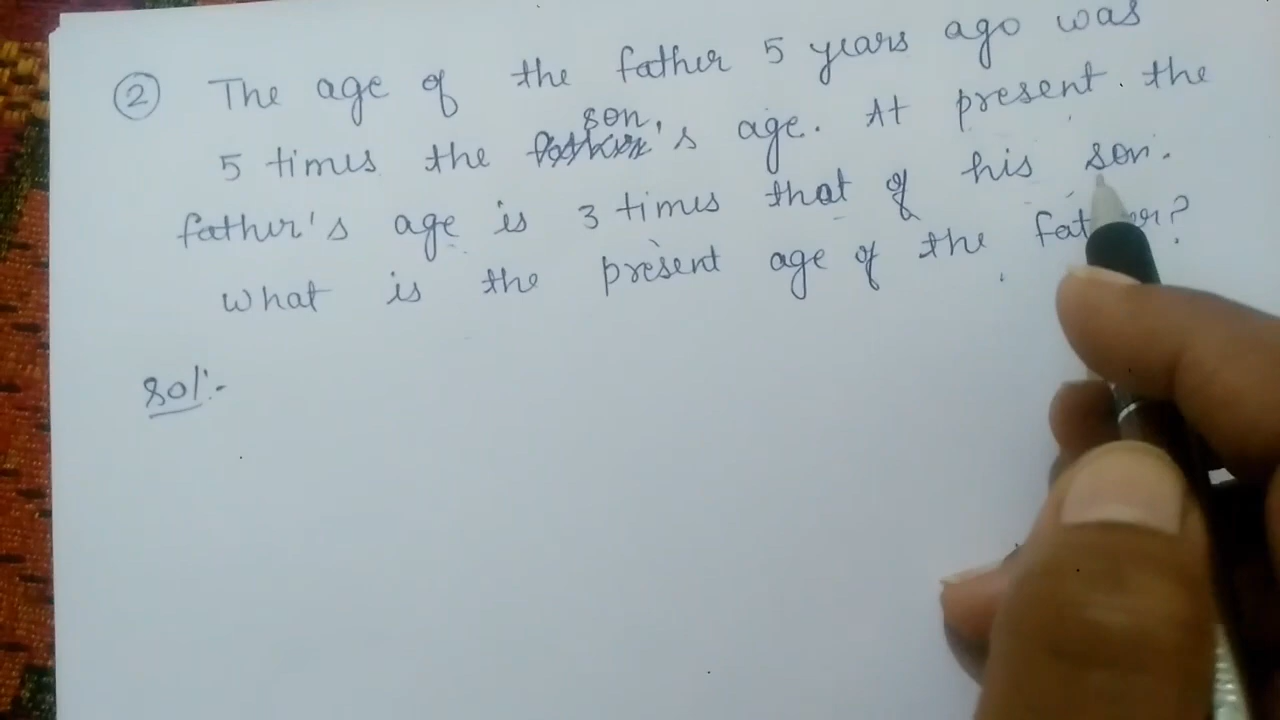 ② The age of the father 5 years ago was
5 times the son.'s age. At present. the
father's age is 3 times that of his son.
What is the present age of the father?
Sol:-